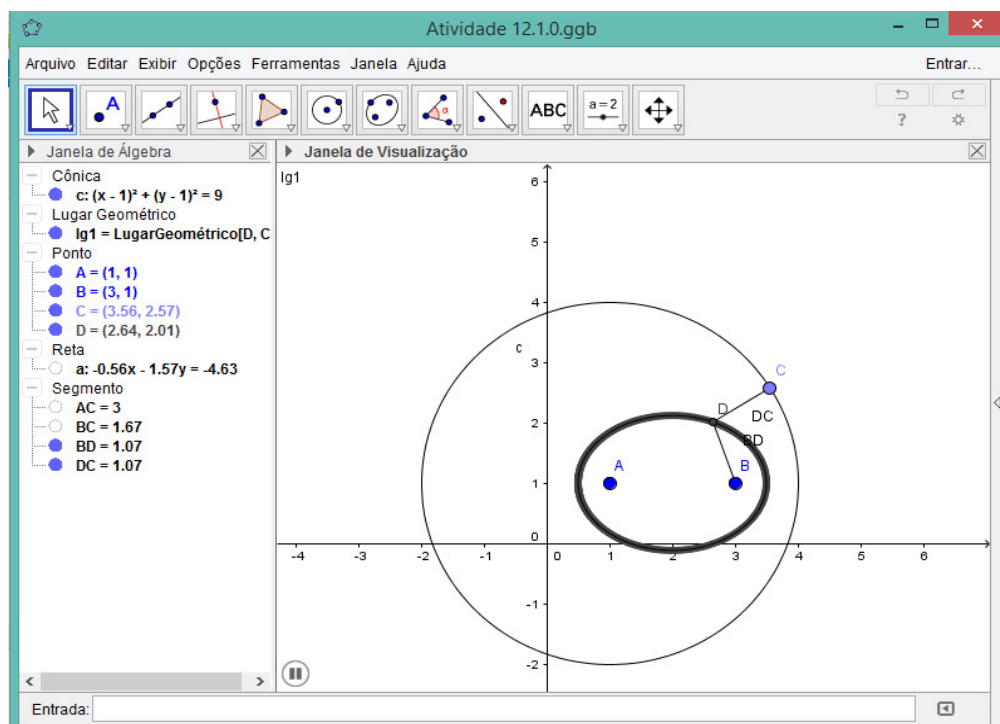 Atividade 12.1.0.ggb
Arquivo Editar Exibir Opções Ferramentas Janela Ajuda Entrar...
A ABC a=2
α
?
Janela de Álgebra
Janela de Visualização
Cônica
c: (x - 1)² + (y - 1)² = 9
Lugar Geométrico
lg1 = LugarGeométrico[D, C
Ponto
A = (1, 1)
B = (3, 1)
C = (3.56, 2.57)
D = (2.64, 2.01)
Reta
a: -0.56x - 1.57y = -4.63
Segmento
AC = 3
BC = 1.67
BD = 1.07
DC = 1.07
lg1
6
5
4
c
3
C
D
DC
2
BD
A
B
1
0
-4 -3 -2 -1 0 1 2 3 4 5 6
-1
-2
Entrada: